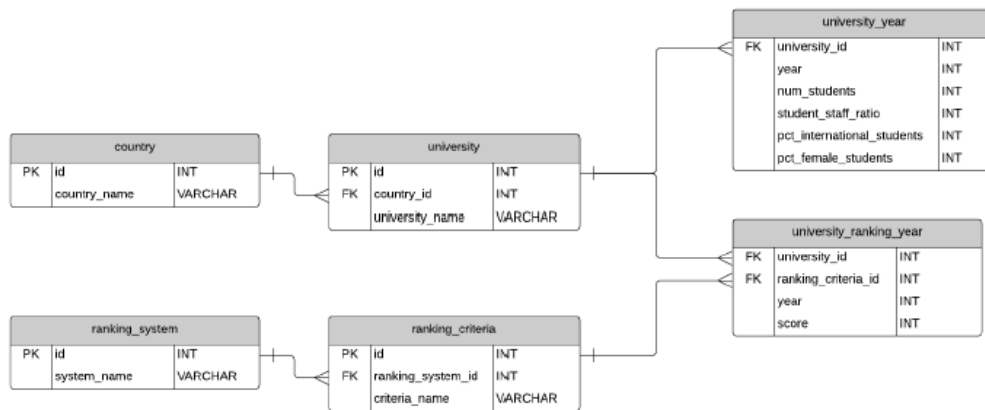 university_year
FK university_id INT
year INT
num_students INT
student_staff_ratio INT
pct_international_students INT
pct_female_students INT
country
PK id INT
country_name VARCHAR
university
PK id INT
FK country_id INT
university_name VARCHAR
university_ranking_year
FK university_id INT
FK ranking_criteria_id INT
year INT
score INT
ranking_system
PK id INT
system_name VARCHAR
ranking_criteria
PK id INT
FK ranking_system_id INT
criteria_name VARCHAR